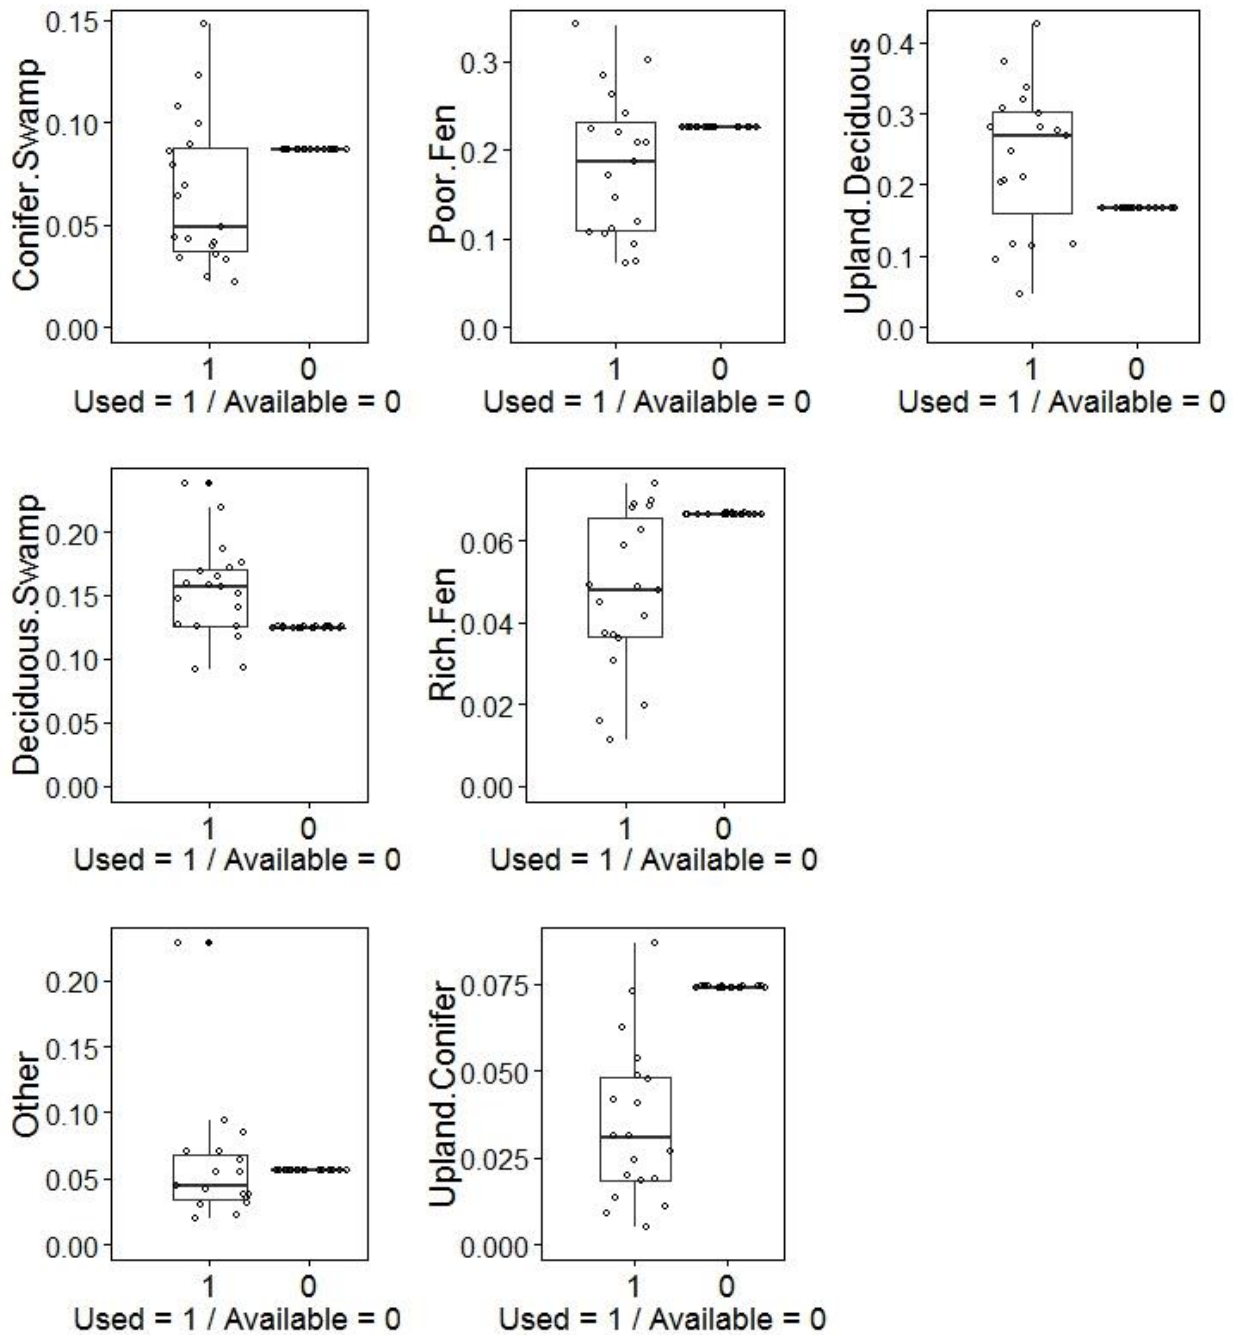 Conifer.Swamp
0.15
0.10
0.05
0.00
1 0
Used = 1 / Available = 0
Poor.Fen
0.3
0.2
0.1
0.0
1 0
Used = 1 / Available = 0
Upland.Deciduous
0.4
0.3
0.2
0.1
0.0
1 0
Used = 1 / Available = 0
Deciduous.Swamp
0.20
0.15
0.10
0.05
0.00
1 0
Used = 1 / Available = 0
Rich.Fen
0.06
0.04
0.02
0.00
1 0
Used = 1 / Available = 0
Other
0.20
0.15
0.10
0.05
0.00
1 0
Used = 1 / Available = 0
Upland.Conifer
0.075
0.050
0.025
0.000
1 0
Used = 1 / Available = 0